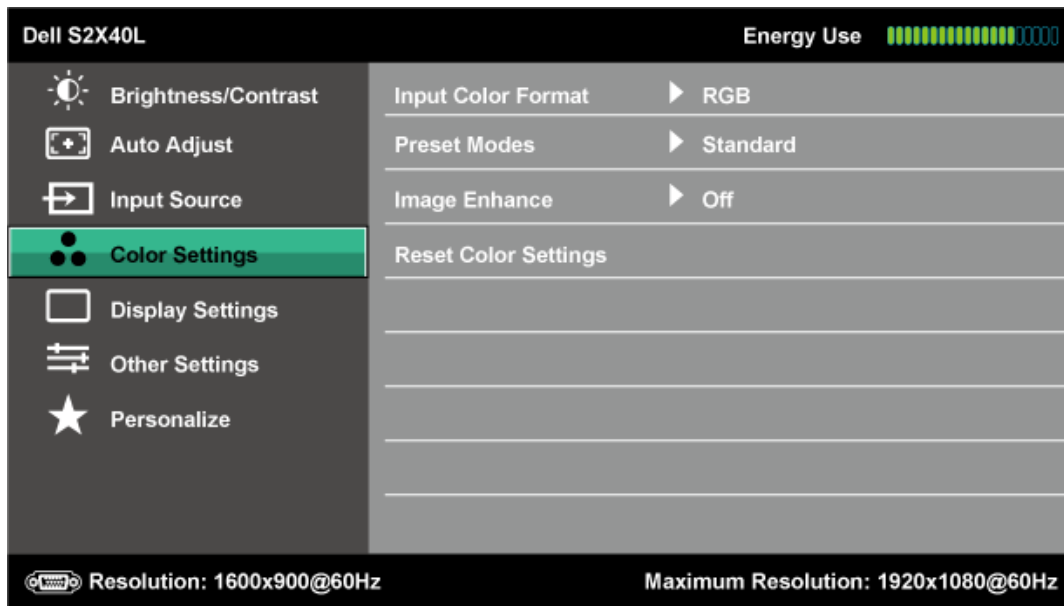 Dell S2X40L
Energy Use
Brightness/Contrast
Auto Adjust
Input Source
Color Settings
Display Settings
Other Settings
Personalize
Input Color Format RGB
Preset Modes Standard
Image Enhance Off
Reset Color Settings
Resolution: 1600x900@60Hz
Maximum Resolution: 1920x1080@60Hz